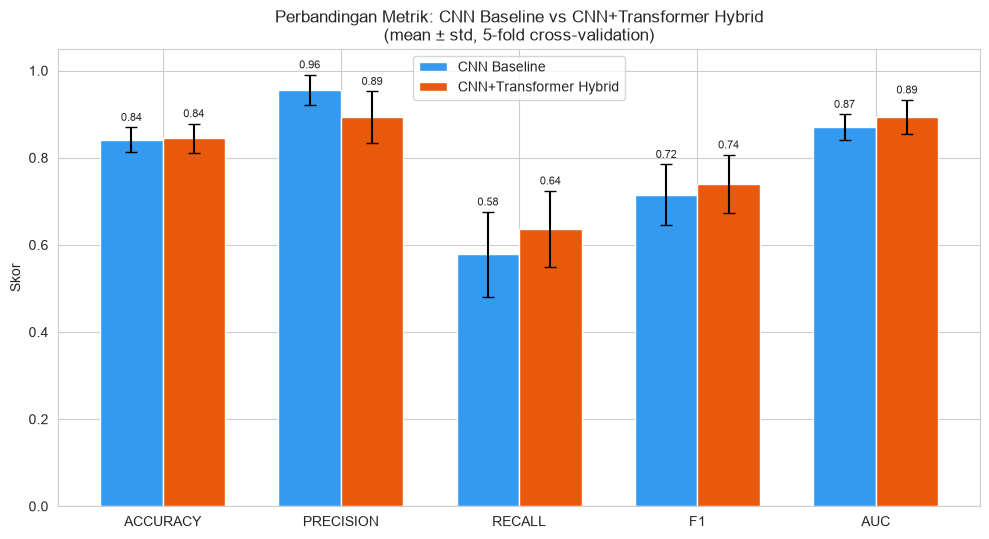 Perbandingan Metrik: CNN Baseline vs CNN+Transformer Hybrid
(mean ± std, 5-fold cross-validation)
CNN Baseline
CNN+Transformer Hybrid
Skor
1.0
0.8
0.6
0.4
0.2
0.0
0.84
0.84
0.96
0.89
0.58
0.64
0.72
0.74
0.87
0.89
ACCURACY
PRECISION
RECALL
F1
AUC